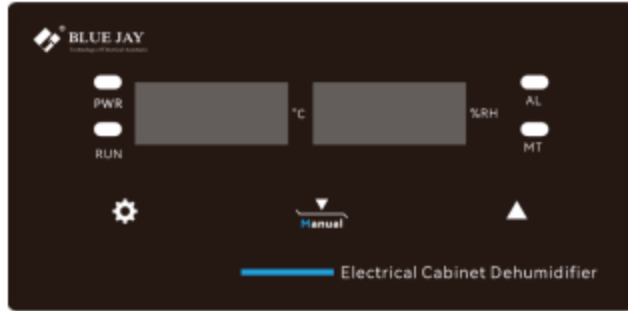 BLUE JAY
PWR
°C
%RH
AL
RUN
MT
Manual
Electrical Cabinet Dehumidifier